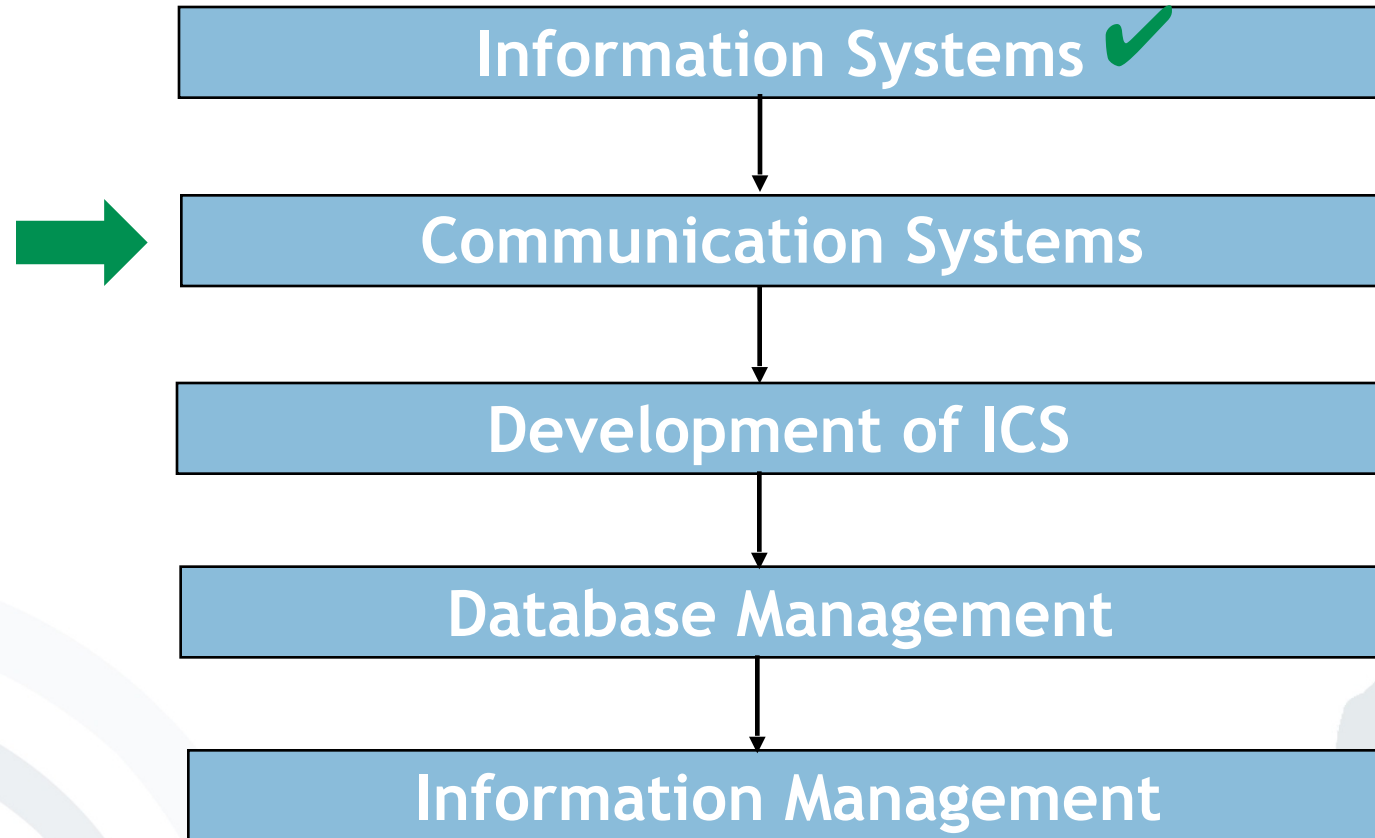 Information Systems ✔
Communication Systems
Development of ICS
Database Management
Information Management